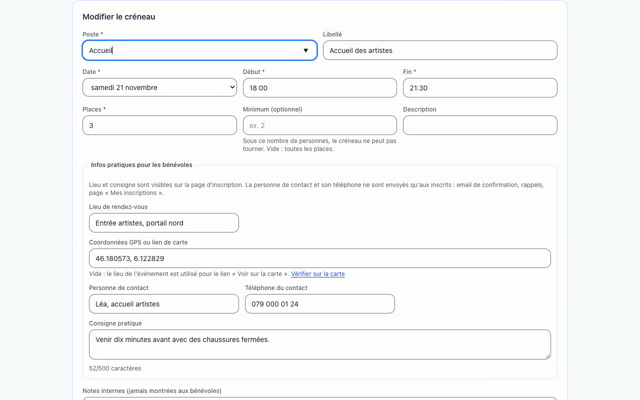 Modifier le créneau
Poste *
Libellé
Accueil
Accueil des artistes
Date *
Début *
Fin *
samedi 21 novembre
18:00
21:30
Places *
Minimum (optionnel)
Description
3
ex. 2
Sous ce nombre de personnes, le créneau ne peut pas
tourner. Vide : toutes les places.
Infos pratiques pour les bénévoles
Lieu et consigne sont visibles sur la page d'inscription. La personne de contact et son téléphone ne sont envoyés qu'aux inscrits : email de confirmation, rappels,
page « Mes inscriptions ».
Lieu de rendez-vous
Entrée artistes, portail nord
Coordonnées GPS ou lien de carte
46.180573, 6.122829
Vide : le lieu de l'événement est utilisé pour le lien « Voir sur la carte ». Vérifier sur la carte
Personne de contact
Téléphone du contact
Léa, accueil artistes
079 000 01 24
Consigne pratique
Venir dix minutes avant avec des chaussures fermées.
52/500 caractères
Notes internes (jamais montrées aux bénévoles)